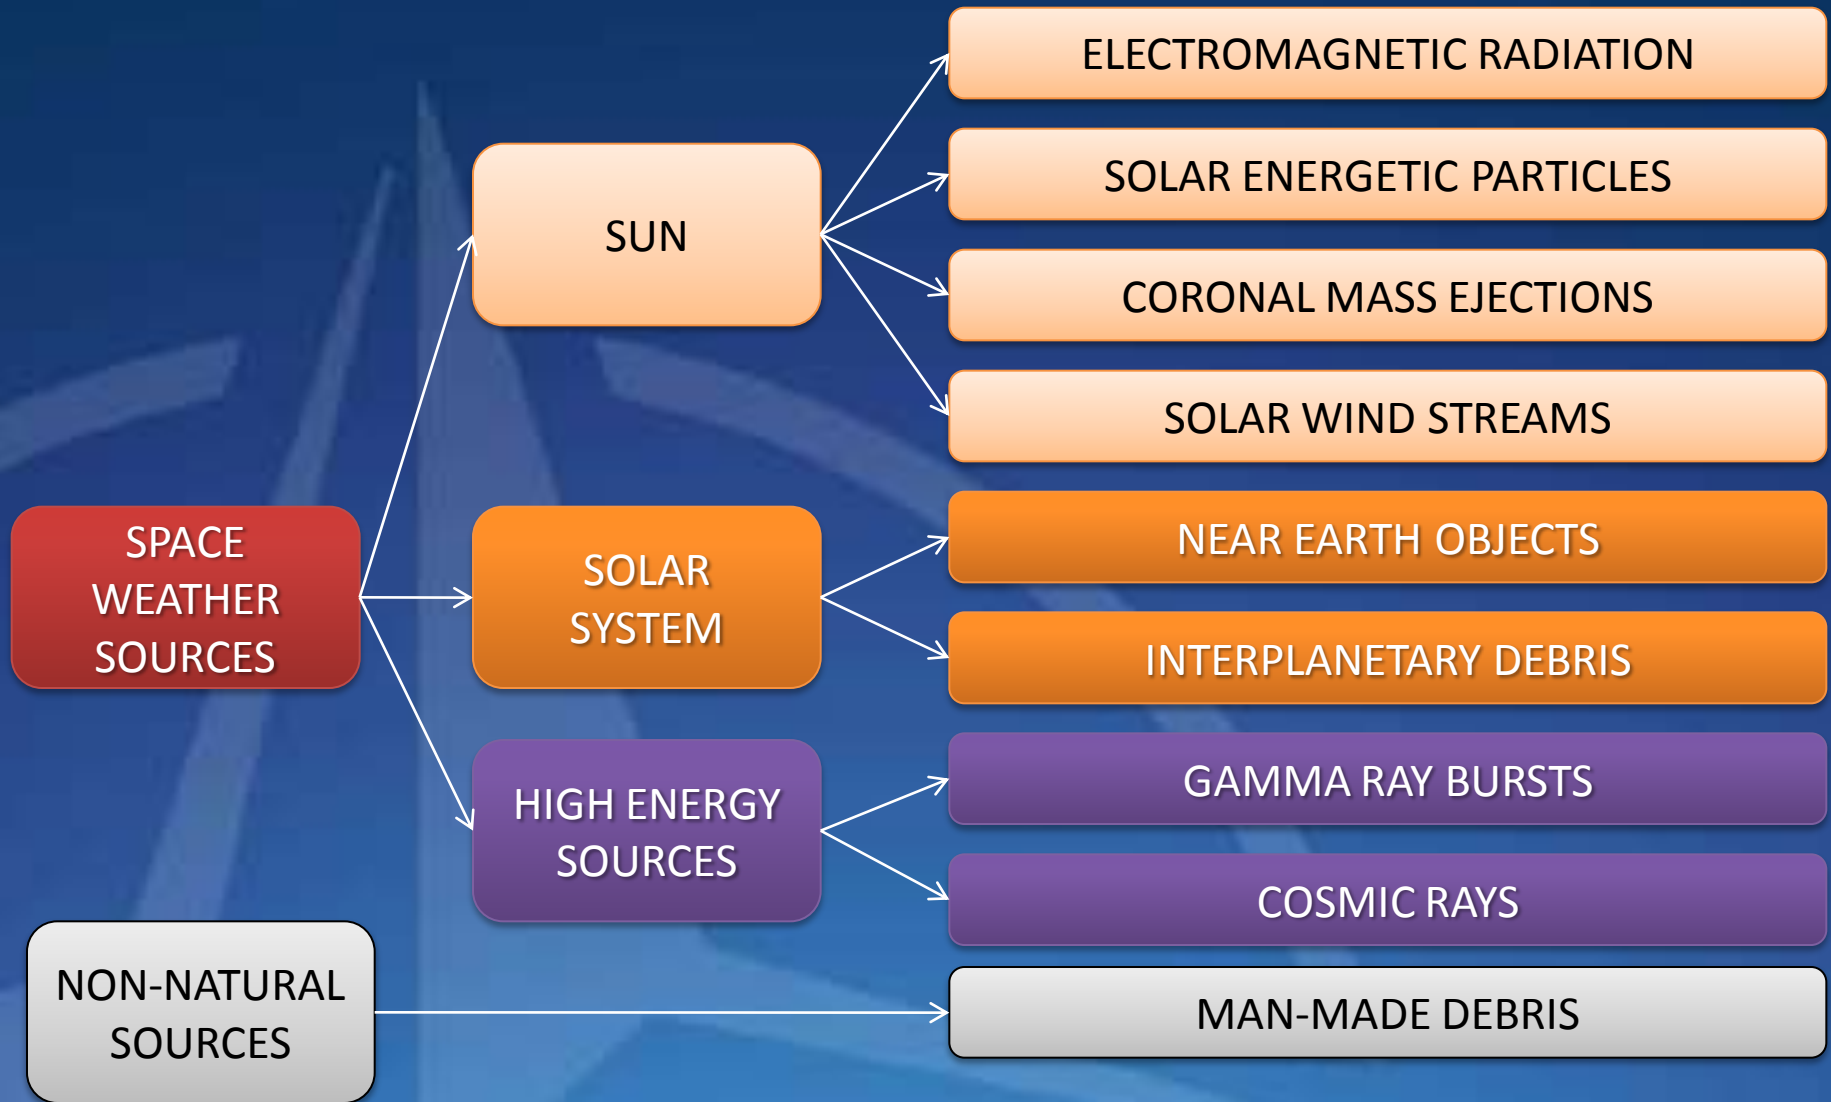 ELECTROMAGNETIC RADIATION
SOLAR ENERGETIC PARTICLES
SUN
CORONAL MASS EJECTIONS
SOLAR WIND STREAMS
SPACE
WEATHER
SOURCES
SOLAR
SYSTEM
NEAR EARTH OBJECTS
INTERPLANETARY DEBRIS
HIGH ENERGY
SOURCES
GAMMA RAY BURSTS
COSMIC RAYS
NON-NATURAL
SOURCES
MAN-MADE DEBRIS